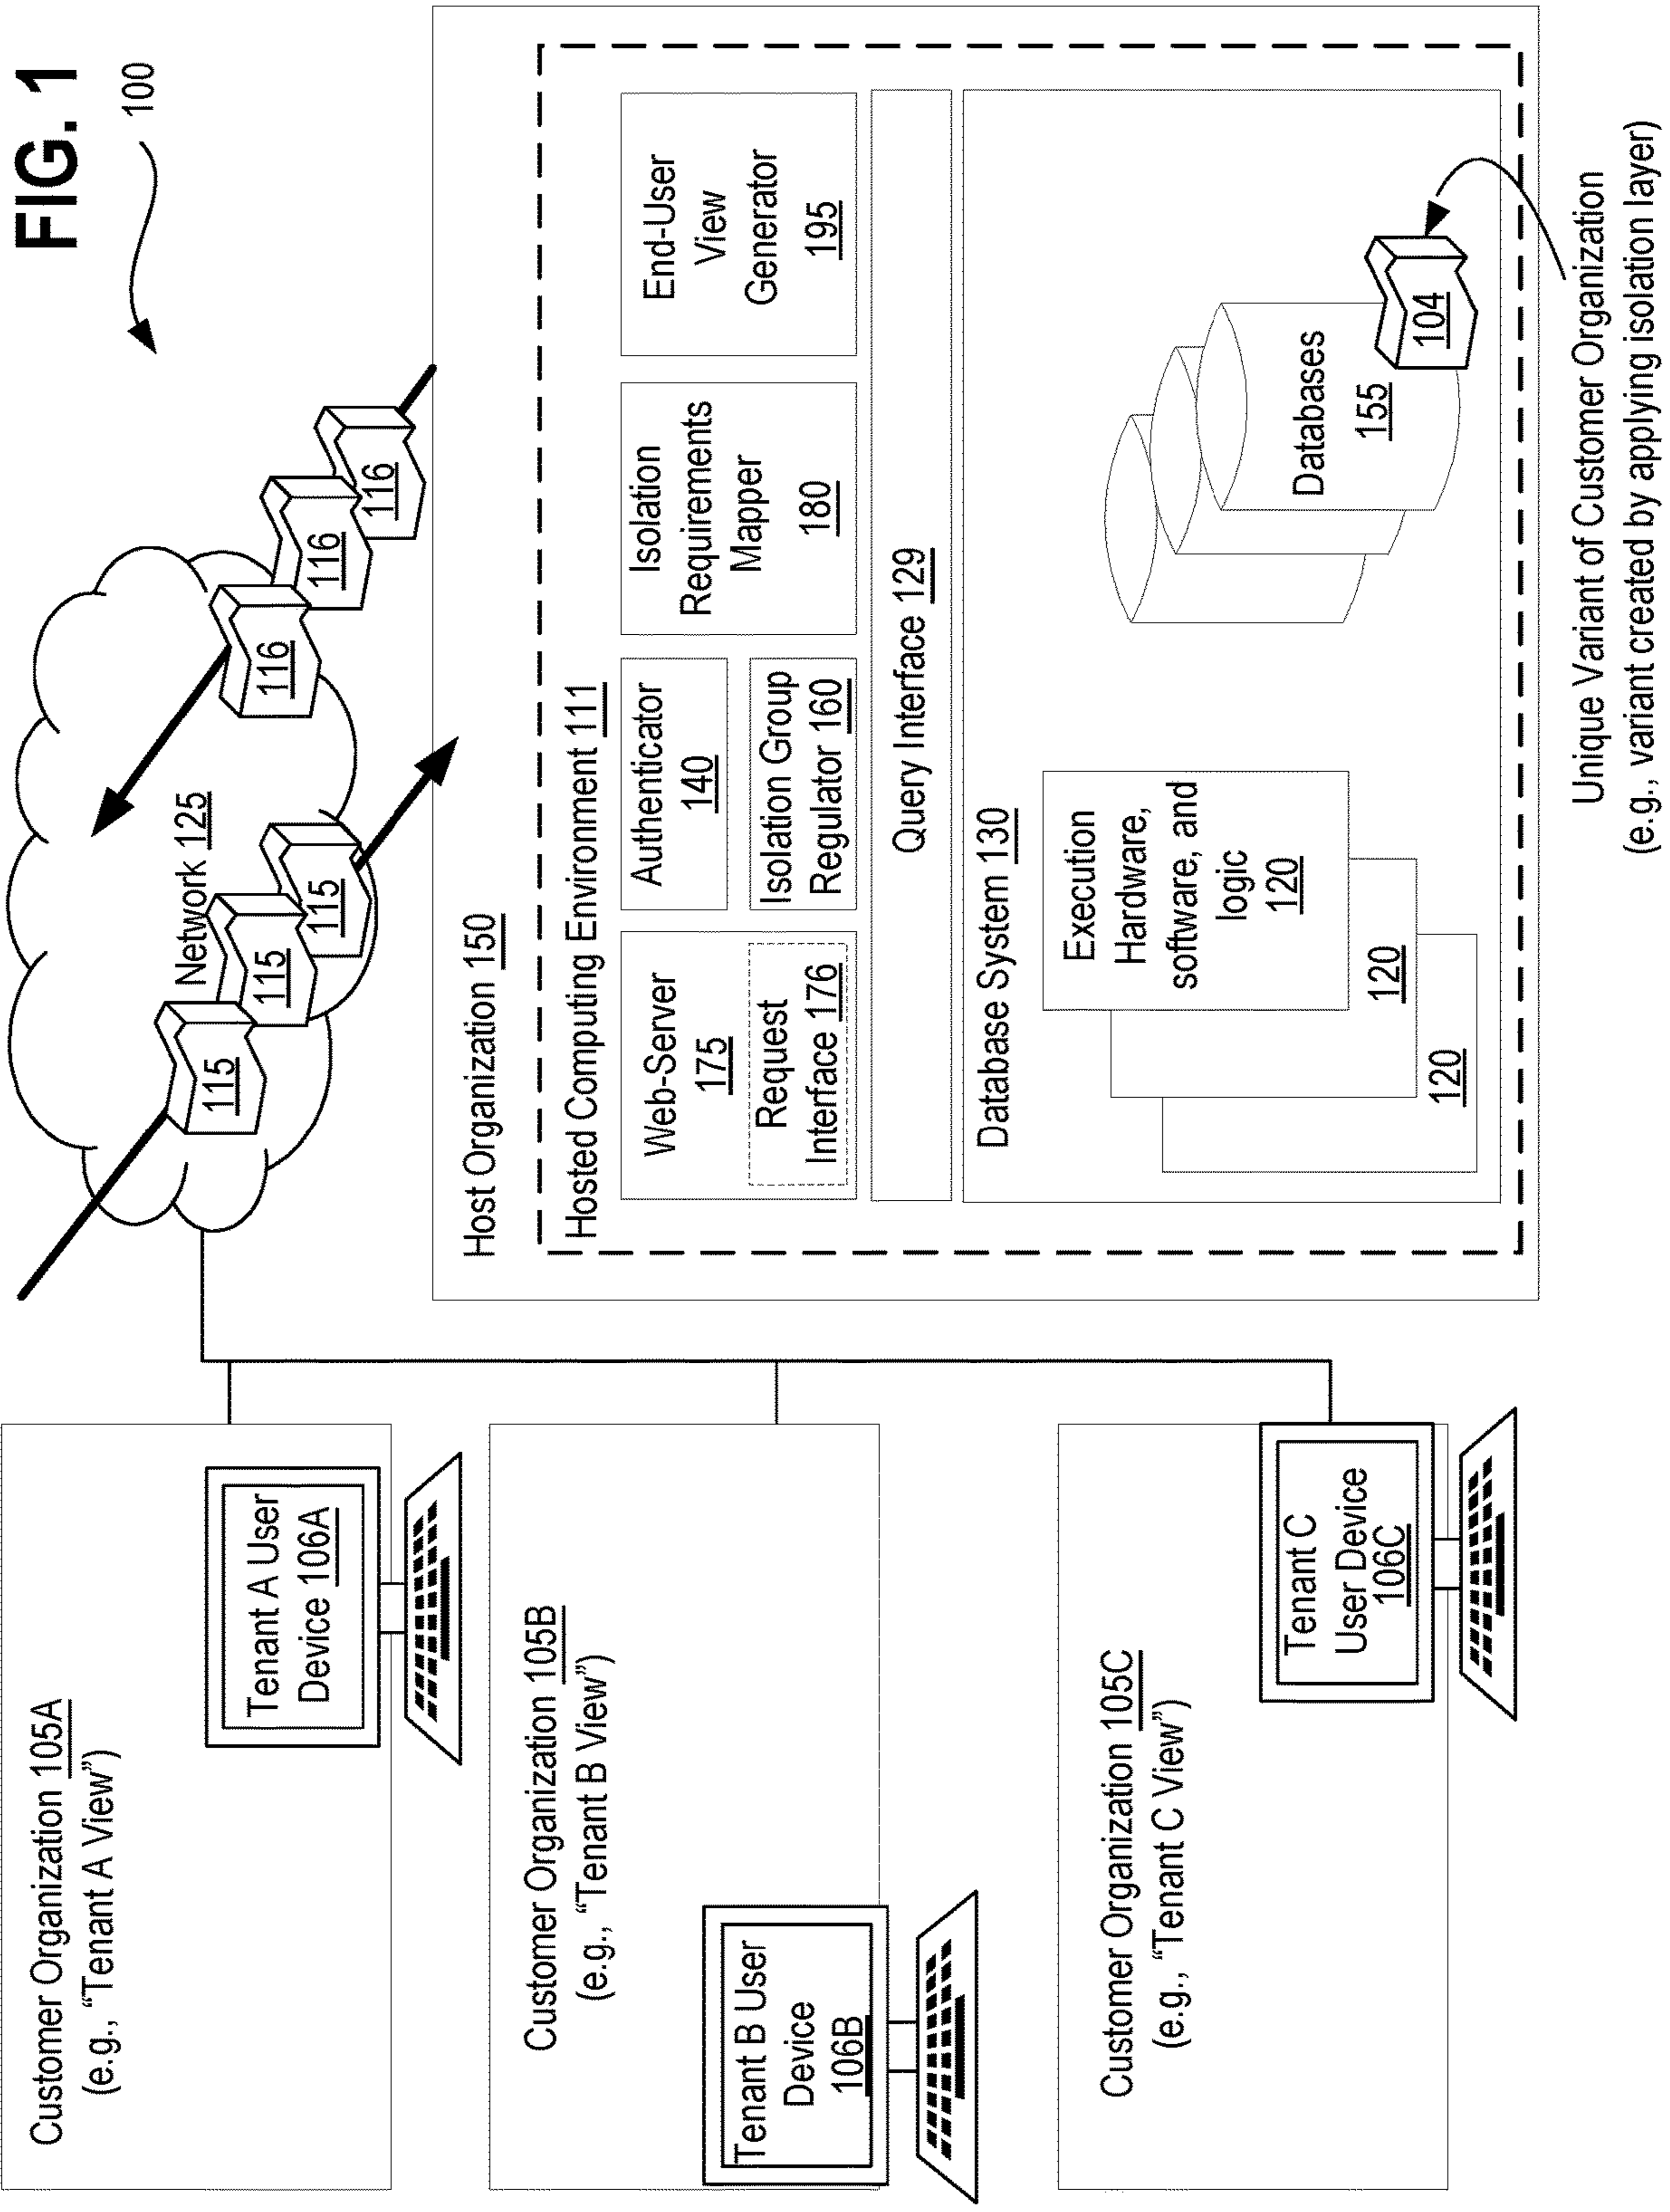 FIG. 1
100
Customer Organization 105A
(e.g., “Tenant A View”)
Tenant A User
Device 106A
Customer Organization 105B
(e.g., “Tenant B View”)
Tenant B User
Device
106B
Customer Organization 105C
(e.g., “Tenant C View”)
Tenant C
User Device
106C
Network 125
115
115
115
116
116
116
Host Organization 150
Hosted Computing Environment 111
Web-Server
175
Request
Interface 176
Authenticator
140
Isolation Group
Regulator 160
Isolation
Requirements
Mapper
180
End-User
View
Generator
195
Query Interface 129
Database System 130
Execution
Hardware,
software, and
logic
120
120
120
Databases
155
104
Unique Variant of Customer Organization
(e.g., variant created by applying isolation layer)